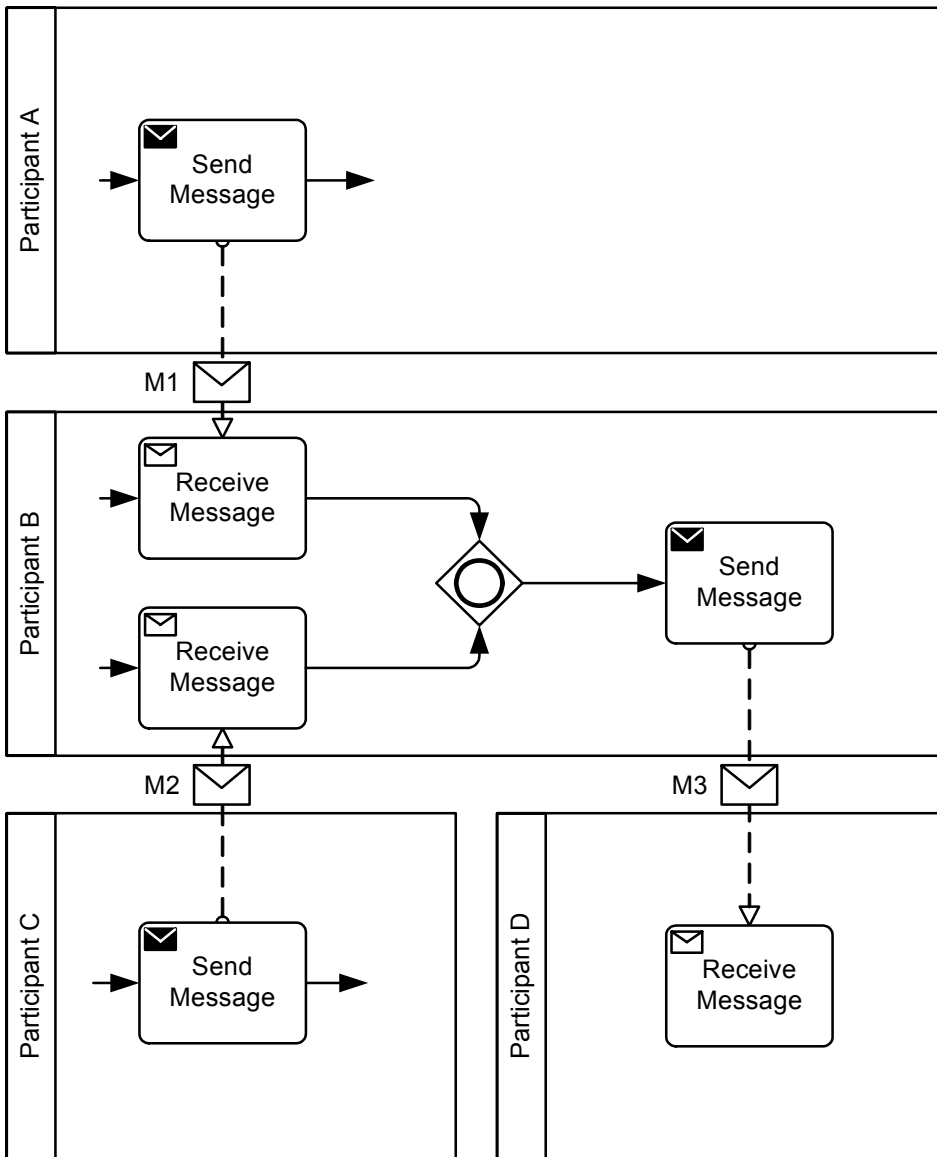 Participant A
Send
Message
M1
Participant B
Receive
Message
Receive
Message
Send
Message
M2
M3
Participant C
Send
Message
Participant D
Receive
Message